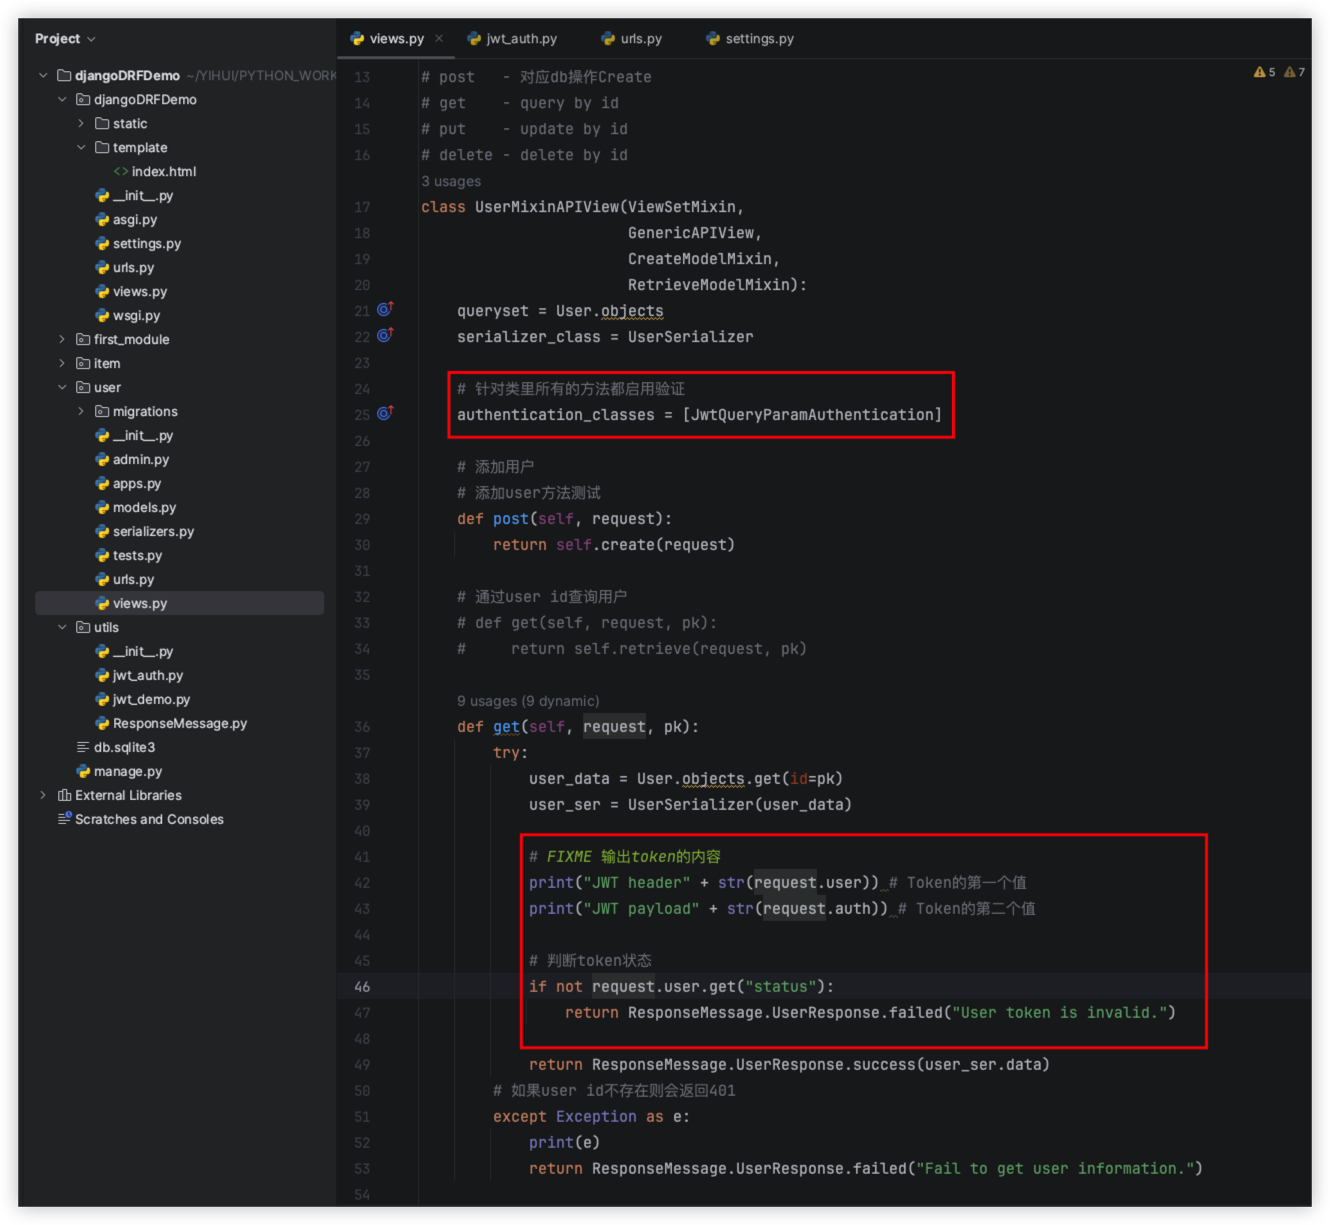 Project
djangoDRFDemo ~/YIHUI/PYTHON_WORK
djangoDRFDemo
static
template
<> index.html
__init__.py
asgi.py
settings.py
urls.py
views.py
wsgi.py
first_module
item
user
migrations
__init__.py
admin.py
apps.py
models.py
serializers.py
tests.py
urls.py
views.py
utils
__init__.py
jwt_auth.py
jwt_demo.py
ResponseMessage.py
db.sqlite3
manage.py
External Libraries
Scratches and Consoles
views.py × jwt_auth.py urls.py settings.py
5 7
13 # post   - 对应db操作Create
14 # get    - query by id
15 # put    - update by id
16 # delete - delete by id
3 usages
17 class UserMixinAPIView(ViewSetMixin,
18                        GenericAPIView,
19                        CreateModelMixin,
20                        RetrieveModelMixin):
21     queryset = User.objects
22     serializer_class = UserSerializer
23
24     # 针对类里所有的方法都启用验证
25     authentication_classes = [JwtQueryParamAuthentication]
26
27     # 添加用户
28     # 添加user方法测试
29     def post(self, request):
30         return self.create(request)
31
32     # 通过user id查询用户
33     # def get(self, request, pk):
34     #     return self.retrieve(request, pk)
35
9 usages (9 dynamic)
36     def get(self, request, pk):
37         try:
38             user_data = User.objects.get(id=pk)
39             user_ser = UserSerializer(user_data)
40
41             # FIXME 输出token的内容
42             print("JWT header" + str(request.user)) # Token的第一个值
43             print("JWT payload" + str(request.auth)) # Token的第二个值
44
45             # 判断token状态
46             if not request.user.get("status"):
47                 return ResponseMessage.UserResponse.failed("User token is invalid.")
48
49             return ResponseMessage.UserResponse.success(user_ser.data)
50         # 如果user id不存在则会返回401
51         except Exception as e:
52             print(e)
53             return ResponseMessage.UserResponse.failed("Fail to get user information.")
54